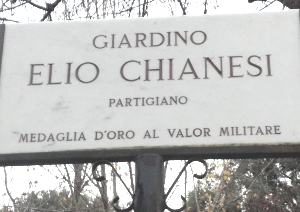 GIARDINO
ELIO CHIANESI
PARTIGIANO
MEDAGLIA D'ORO AL VALOR MILITARE